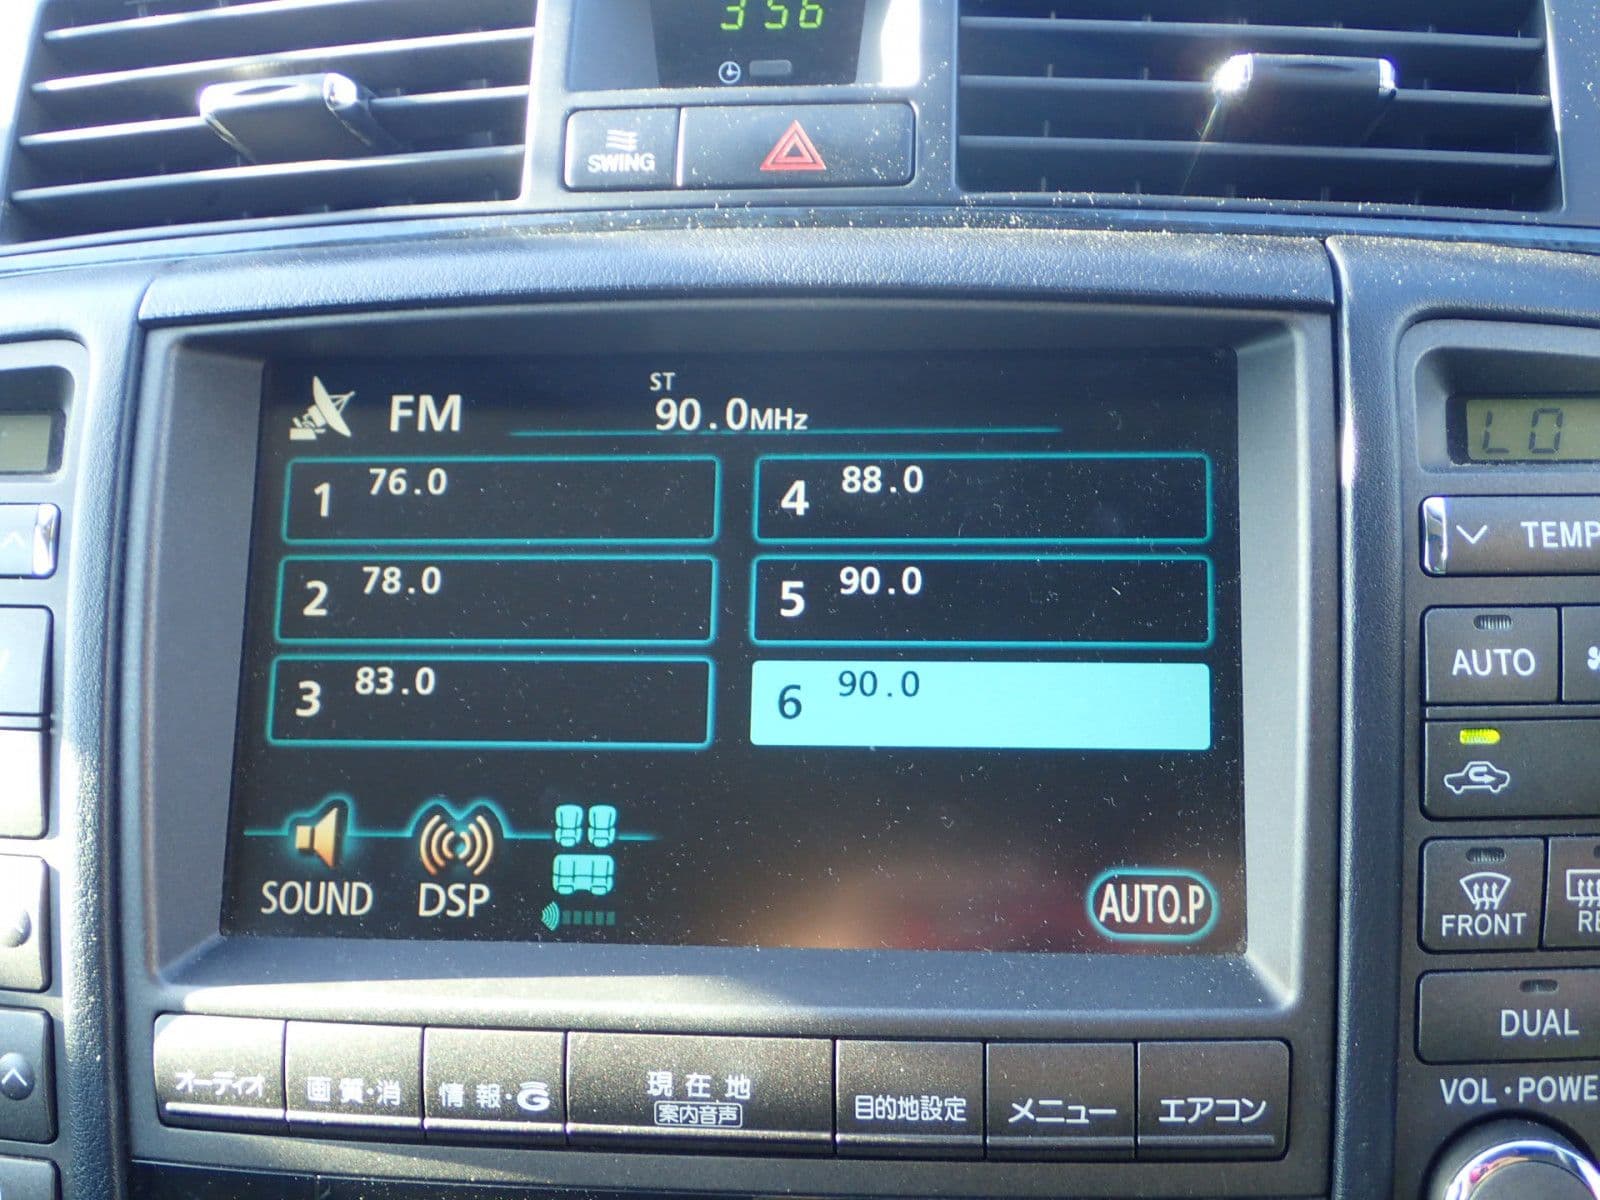 356
SWING
FM
ST
90.0MHz
1 76.0
4 88.0
2 78.0
5 90.0
3 83.0
6 90.0
SOUND
DSP
AUTO.P
LO
TEMP
AUTO
FRONT
DUAL
VOL・POWE
オーディオ
画質・消
情報・G
現在地
案内音声
目的地設定
メニュー
エアコン